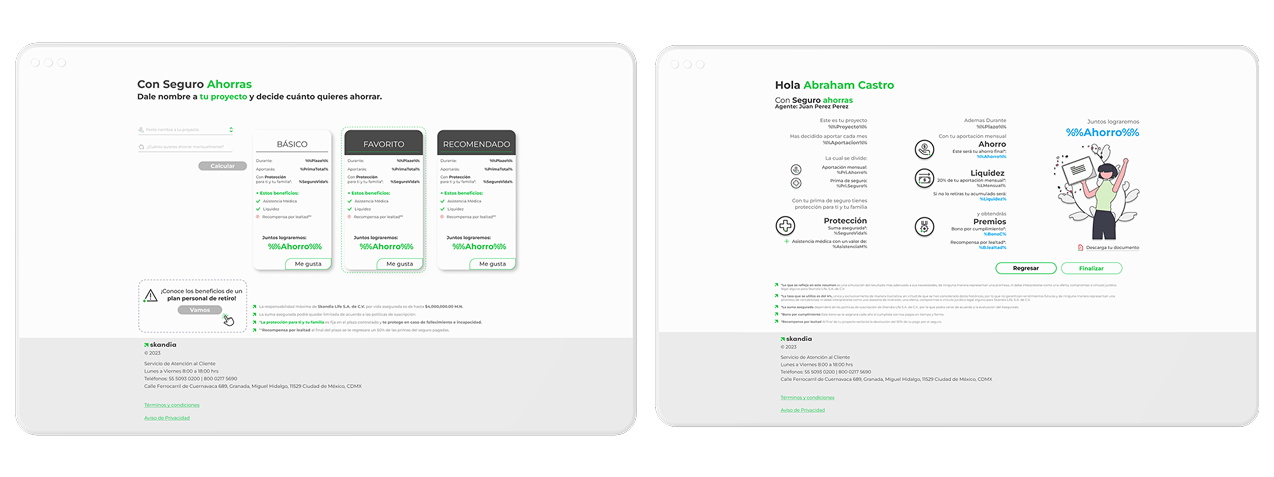 Con Seguro Ahorras
Dale nombre a tu proyecto y decide cuánto quieres ahorrar.
Ponle nombre a tu proyecto
¿Cuánto quieres ahorrar mensualmente?
Calcular
BÁSICO
Durante: %%Plazo%%
Aportarás: %PrimaTotal%
Con Protección
para ti y tu familia*: %SeguroVida%
+ Estos beneficios:
Asistencia Médica
Liquidez
Recompensa por lealtad**
Juntos lograremos:
%%Ahorro%%
Me gusta
FAVORITO
Durante: %%Plazo%%
Aportarás: %PrimaTotal%
Con Protección
para ti y tu familia*: %SeguroVida%
+ Estos beneficios:
Asistencia Médica
Liquidez
Recompensa por lealtad**
Juntos lograremos:
%%Ahorro%%
Me gusta
RECOMENDADO
Durante: %%Plazo%%
Aportarás: %PrimaTotal%
Con Protección
para ti y tu familia*: %SeguroVida%
+ Estos beneficios:
Asistencia Médica
Liquidez
Recompensa por lealtad**
Juntos lograremos:
%%Ahorro%%
Me gusta
¡Conoce los beneficios de un
plan personal de retiro!
Vamos
La responsabilidad máxima de Skandia Life S.A. de C.V. por vida asegurada es de hasta $4,000,000.00 M.N.
La suma asegurada podrá quedar limitada de acuerdo a las políticas de suscripción.
*La protección para ti y tu familia es fija en el plazo contratado y te protege en caso de fallecimiento e incapacidad.
**Recompensa por lealtad al final del plazo se te regresan un 50% de las primas del seguro pagadas.
skandia
© 2023
Servicio de Atención al Cliente
Lunes a Viernes 8:00 a 18:00 hrs
Teléfonos: 55 5093 0200 | 800 0217 5690
Calle Ferrocarril de Cuernavaca 689, Granada, Miguel Hidalgo, 11529 Ciudad de México, CDMX
Términos y condiciones
Aviso de Privacidad
Hola Abraham Castro
Con Seguro ahorras
Agente: Juan Perez Perez
Este es tu proyecto
%%Proyecto%%
Has decidido aportar cada mes
%%Aportacion%%
La cual se divide:
Aportación mensual:
%Pri.Ahorro%
Prima de seguro:
%Pri.Seguro%
Con tu prima de seguro tienes
protección para ti y tu familia
Protección
Suma asegurada*:
%SeguroVida%
+ Asistencia médica con un valor de:
%AsistenciaM%
Ademas Durante
%%Plazo%%
Con tu aportación mensual
Ahorro
Este será tu ahorro final*:
%%Ahorro%%
Liquidez
20% de tu aportación mensual*:
%LMensual%
Si no le retiras tu acumulado será:
%Liquidez%
y obtendrás
Premios
Bono por cumplimiento*:
%BonoC%
Recompensa por lealtad*:
%B.lealtad%
Juntos lograremos
%%Ahorro%%
Descarga tu documento
Regresar
Finalizar
skandia
© 2023
Servicio de Atención al Cliente
Lunes a Viernes 8:00 a 18:00 hrs
Teléfonos: 55 5093 0200 | 800 0217 5690
Calle Ferrocarril de Cuernavaca 689, Granada, Miguel Hidalgo, 11529 Ciudad de México, CDMX
Términos y condiciones
Aviso de Privacidad